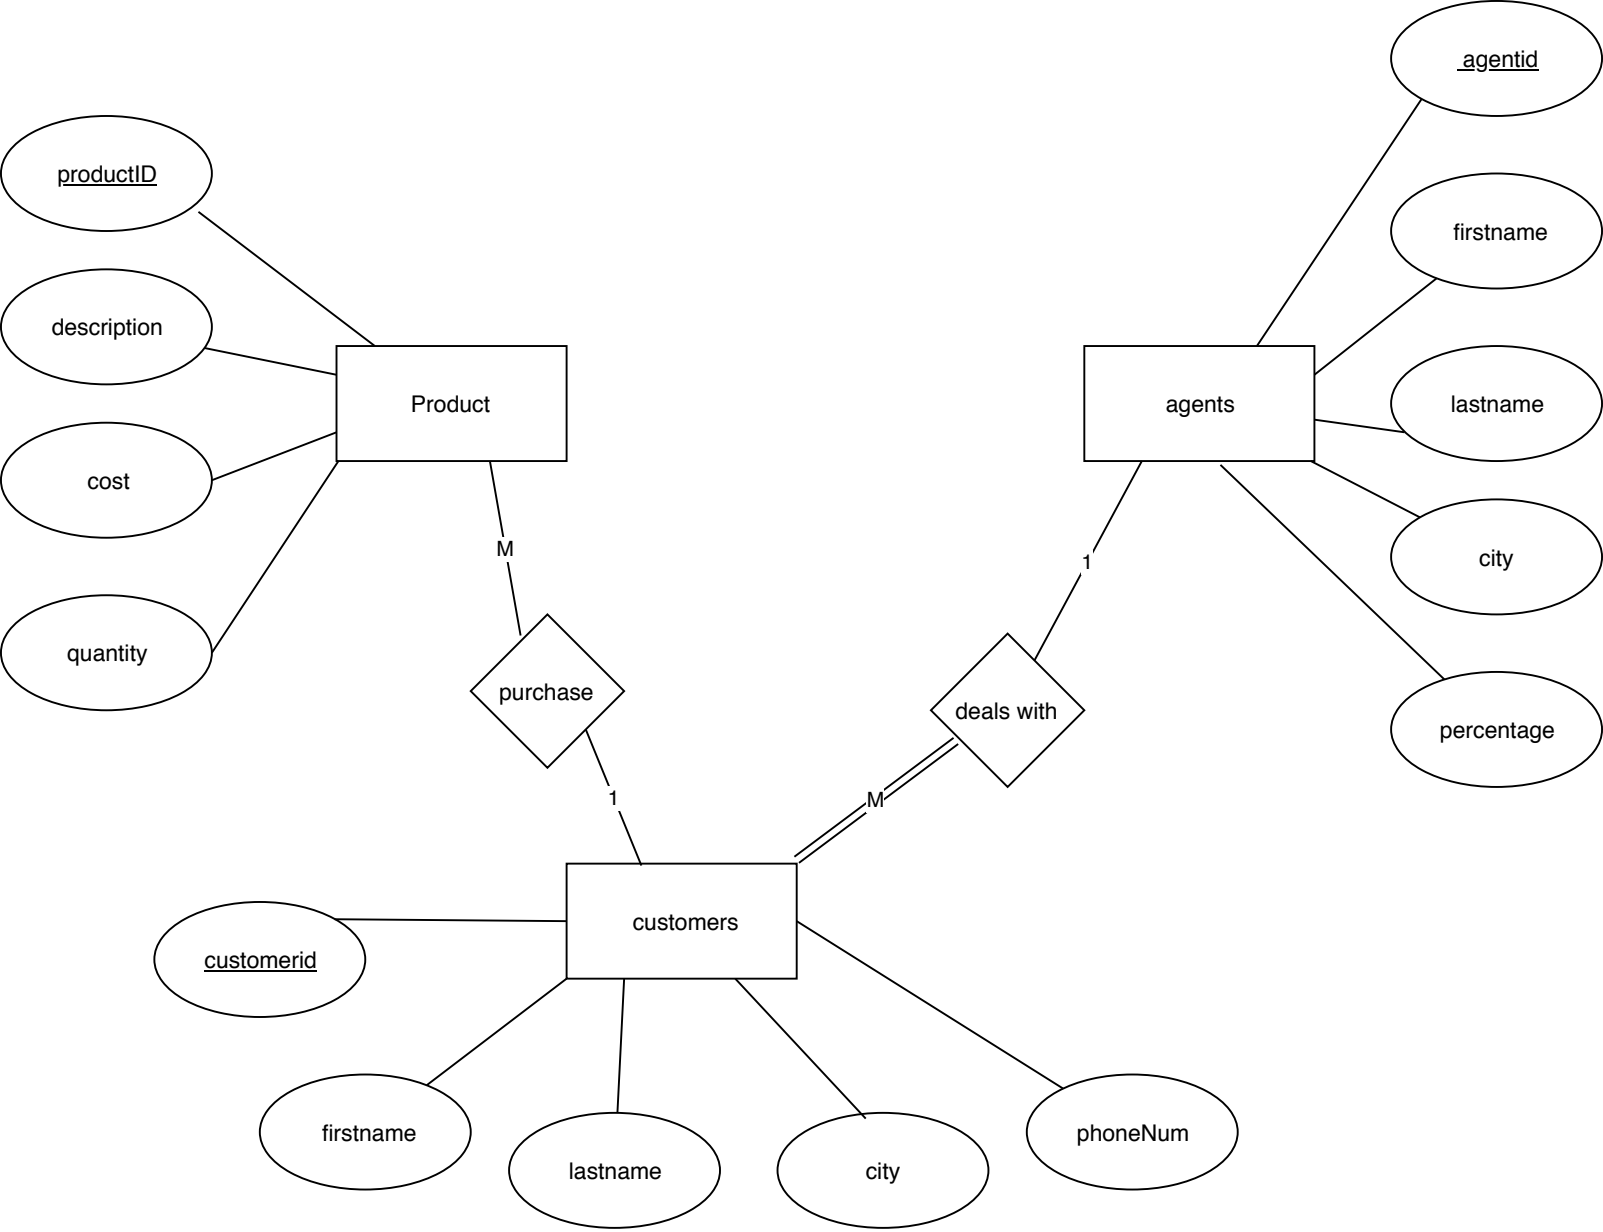 agentid
productID
firstname
description
Product
agents
lastname
cost
M
1
city
quantity
purchase
deals with
percentage
1
M
customers
customerid
firstname
lastname
city
phoneNum